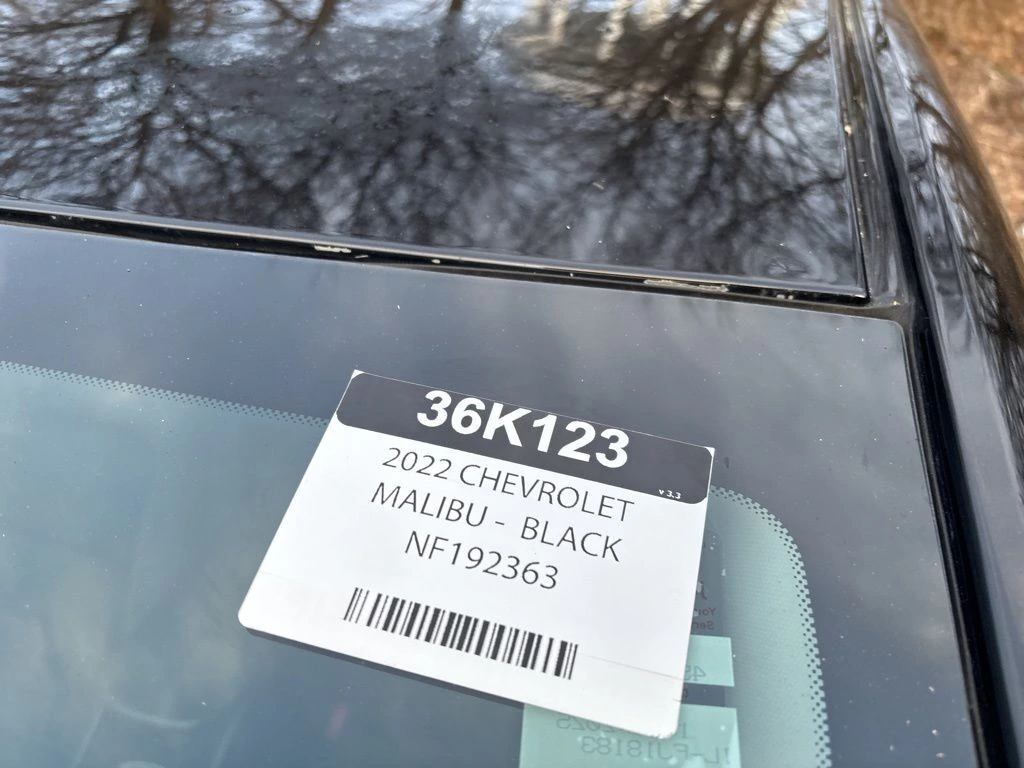 36K123
v 3.3
2022 CHEVROLET
MALIBU - BLACK
NF192363